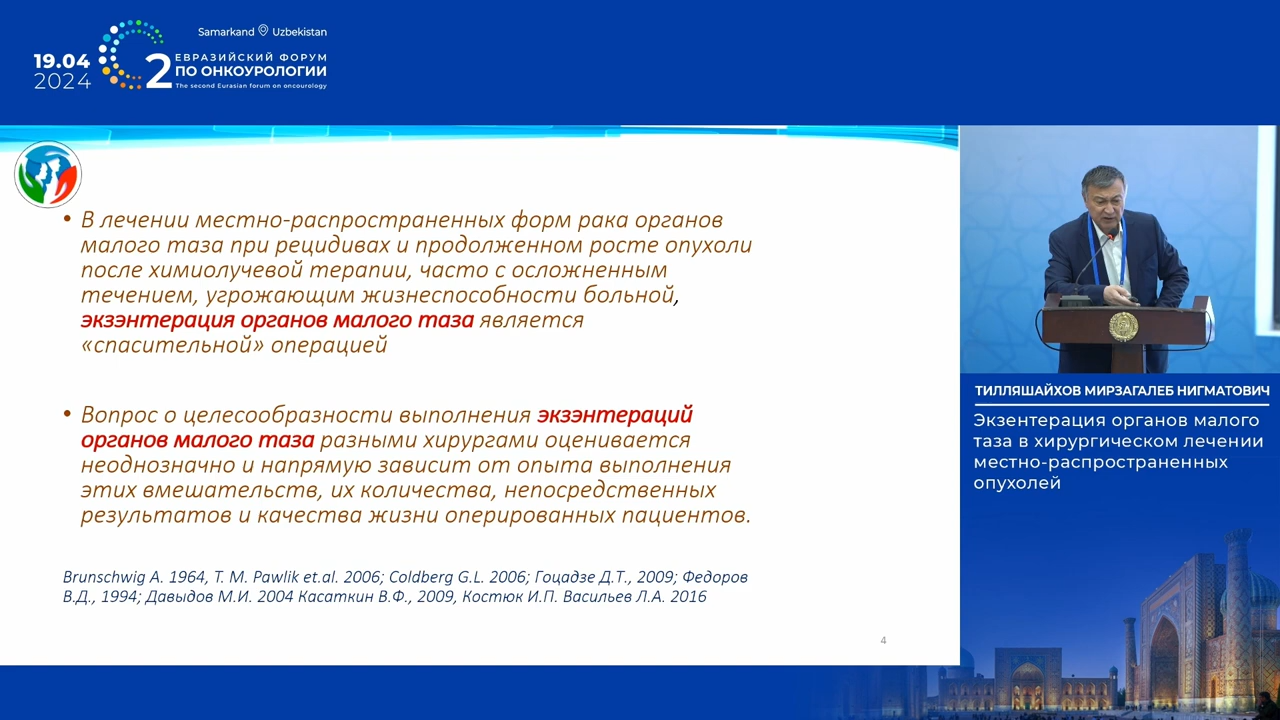 Samarkand Uzbekistan
19.04
2024
2
ЕВРАЗИЙСКИЙ ФОРУМ
ПО ОНКОУРОЛОГИИ
The second Eurasian forum on oncourology
• В лечении местно-распространенных форм рака органов
малого таза при рецидивах и продолженном росте опухоли
после химиолучевой терапии, часто с осложненным
течением, угрожающим жизнеспособности больной,
экзэнтерация органов малого таза является
«спасительной» операцией
• Вопрос о целесообразности выполнения экзэнтераций
органов малого таза разными хирургами оценивается
неоднозначно и напрямую зависит от опыта выполнения
этих вмешательств, их количества, непосредственных
результатов и качества жизни оперированных пациентов.
Brunschwig A. 1964, T. M. Pawlik et.al. 2006; Coldberg G.L. 2006; Гоцадзе Д.Т., 2009; Федоров
В.Д., 1994; Давыдов М.И. 2004 Касаткин В.Ф., 2009, Костюк И.П. Васильев Л.А. 2016
4
ТИЛЛЯШАЙХОВ МИРЗАГАЛЕБ НИГМАТОВИЧ
Экзентерация органов малого
таза в хирургическом лечении
местно-распространенных
опухолей